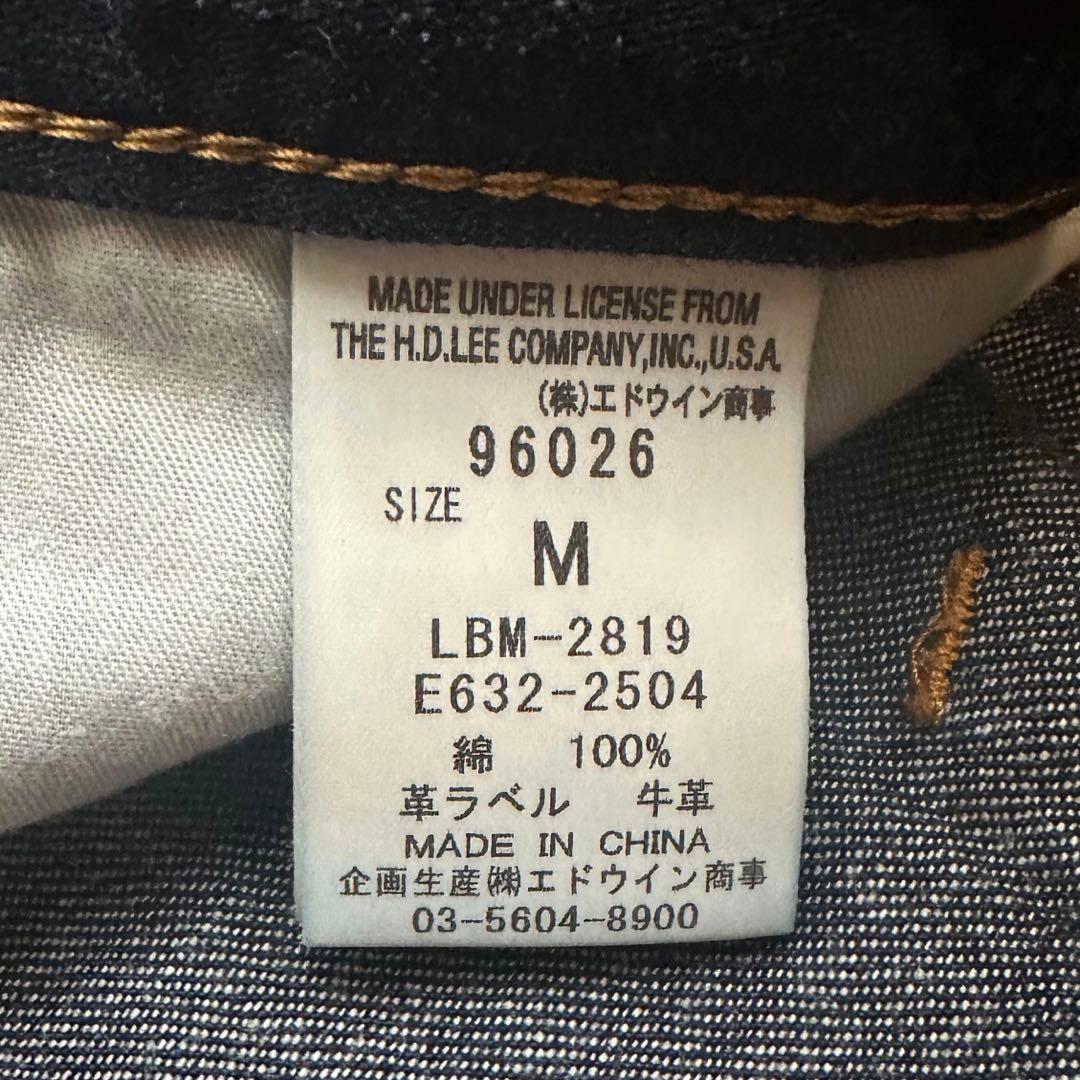 MADE UNDER LICENSE FROM
THE H.D.LEE COMPANY,INC.,U.S.A.
(株)エドウイン商事
96026
SIZE
M
LBM-2819
E632-2504
綿 100%
革ラベル 牛革
MADE IN CHINA
企画生産㈱エドウイン商事
03-5604-8900